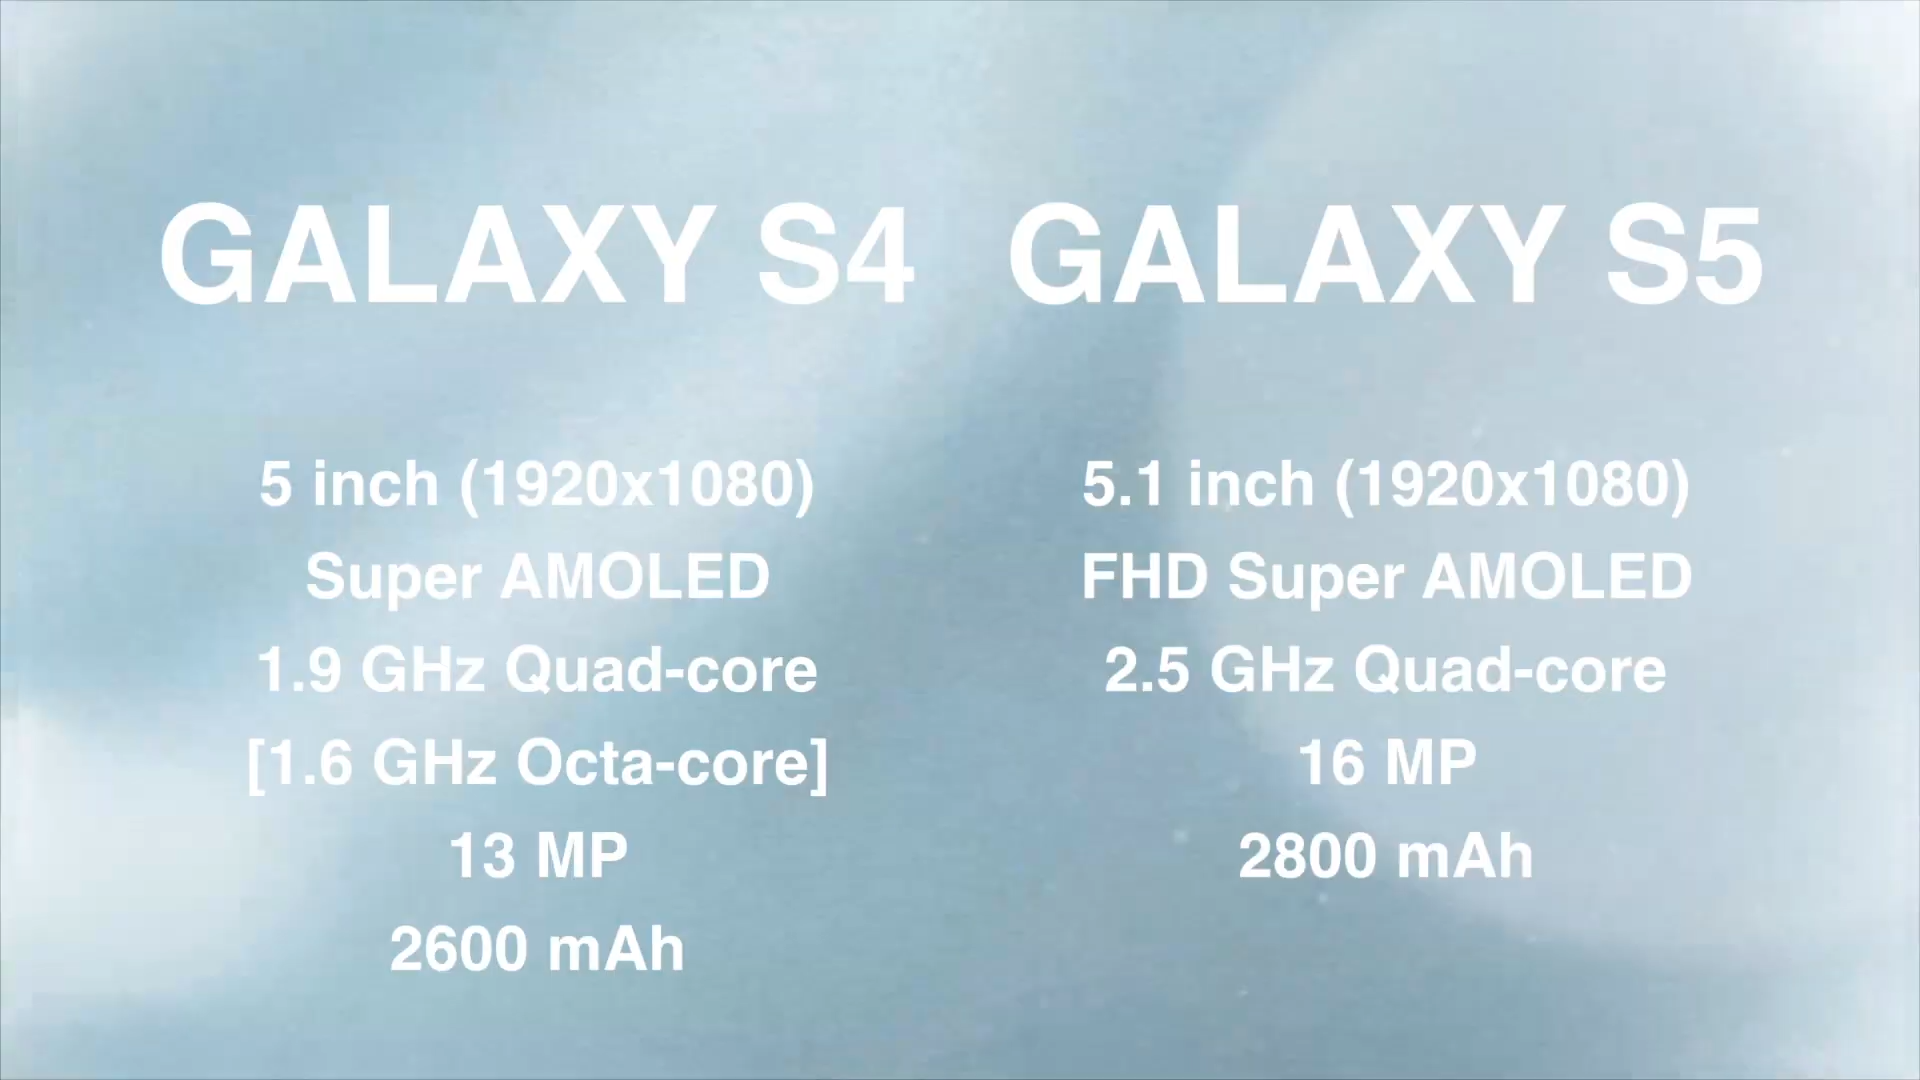 GALAXY S4
5 inch (1920x1080)
Super AMOLED
1.9 GHz Quad-core
[1.6 GHz Octa-core]
13 MP
2600 mAh
GALAXY S5
5.1 inch (1920x1080)
FHD Super AMOLED
2.5 GHz Quad-core
16 MP
2800 mAh